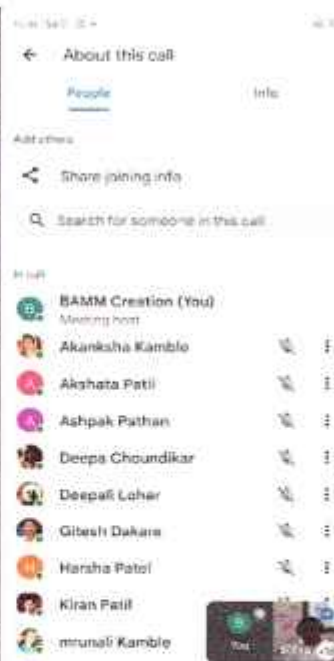 About this call
People
Info
Add others
Share joining info
Search for someone in this call
In call
BAMM Creation (You)
Meeting host
Akanksha Kamble
Akshata Patil
Ashpak Pathan
Deepa Choundikar
Deepali Lohar
Gitesh Dakare
Harsha Patel
Kiran Patil
mrunali Kamble
You